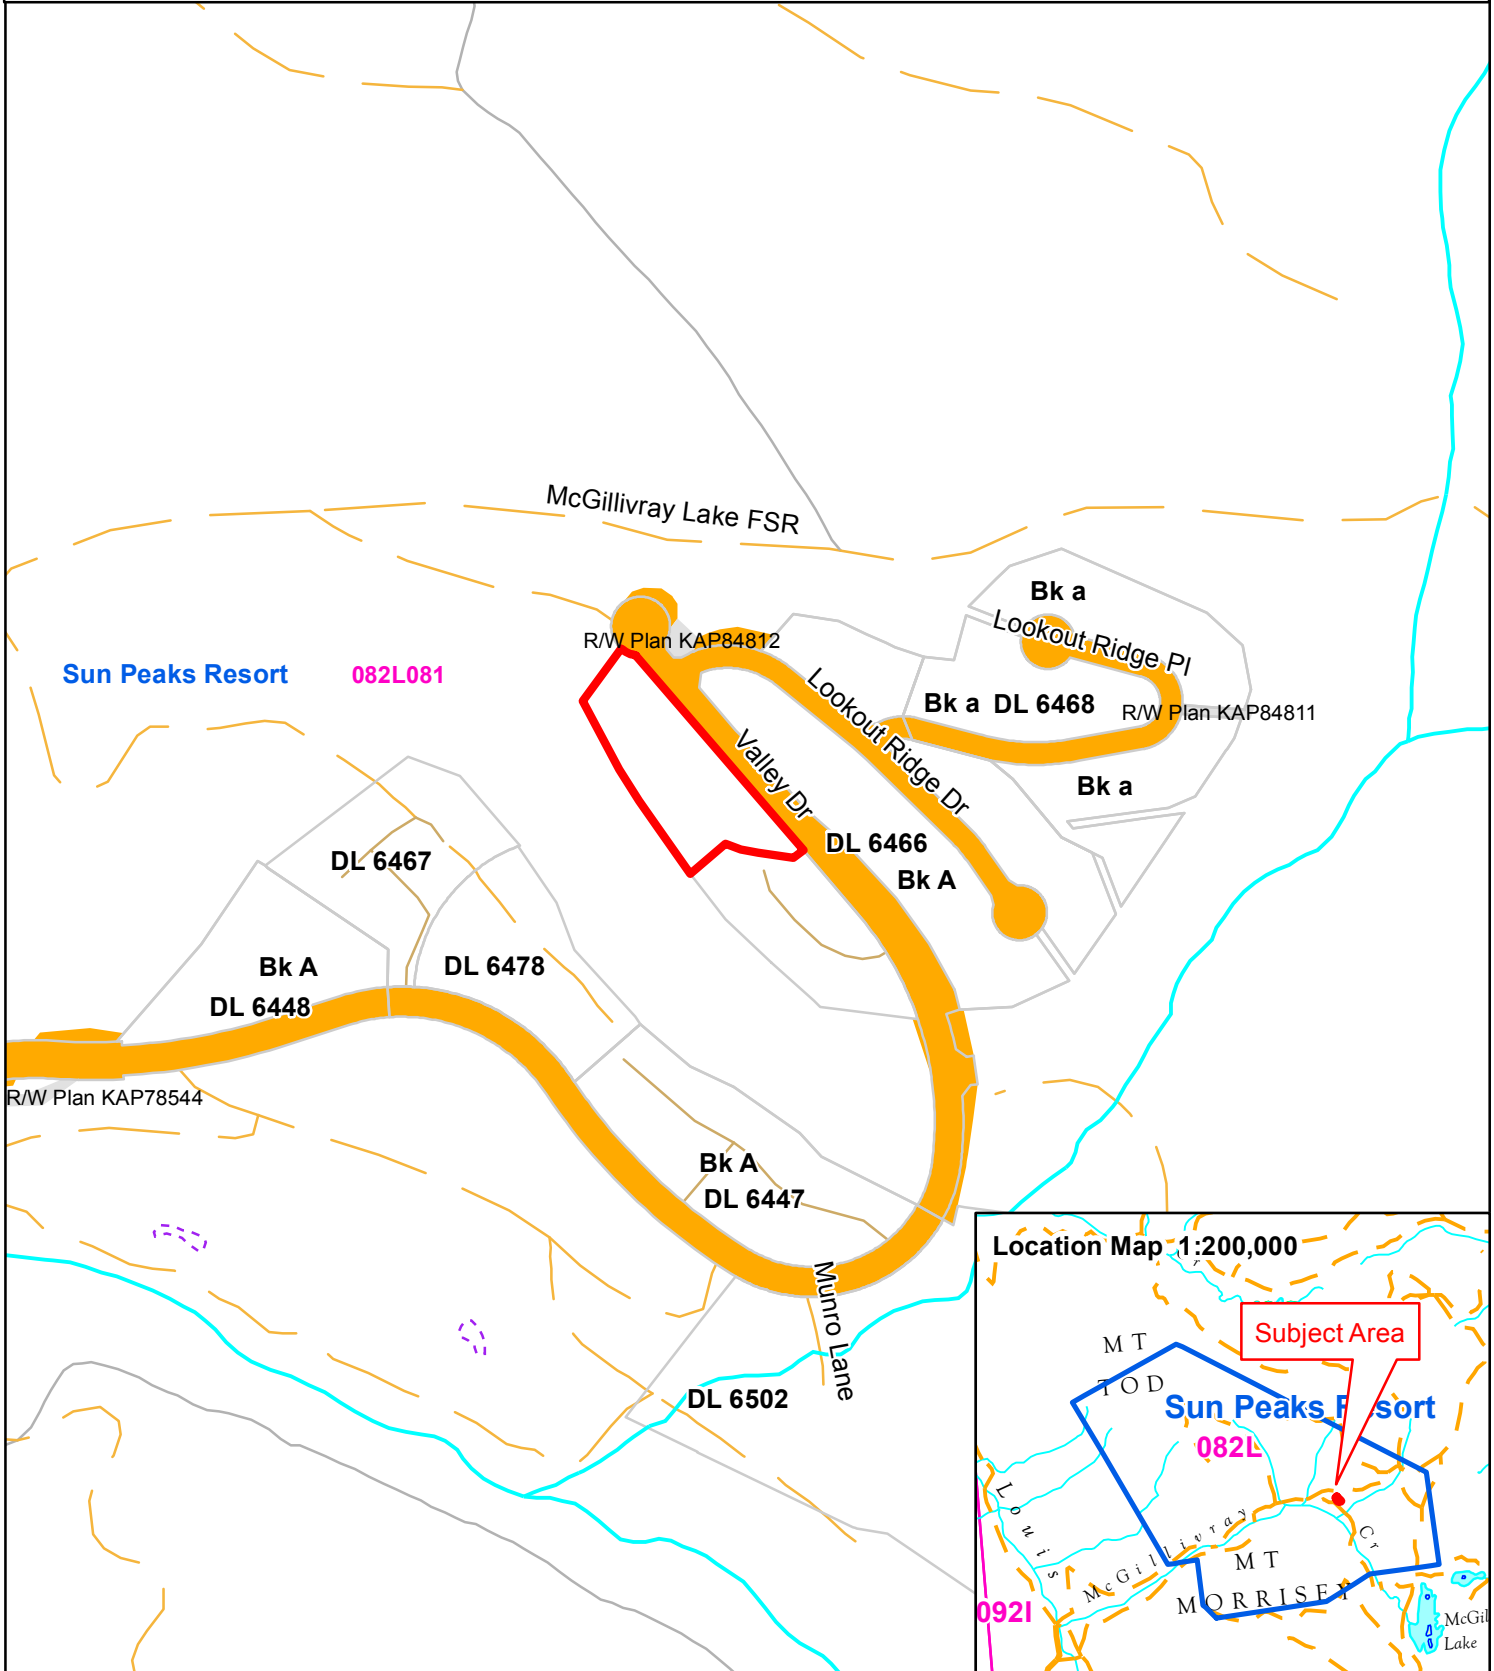 McGillivray Lake FSR
Bk a
Lookout Ridge Pl
R/W Plan KAP84812
Sun Peaks Resort
082L081
Bk a DL 6468
R/W Plan KAP84811
Lookout Ridge Dr
Valley Dr
Bk a
DL 6466
Bk A
DL 6467
Bk A
DL 6478
DL 6448
R/W Plan KAP78544
Bk A
DL 6447
Munro Lane
DL 6502
Location Map 1:200,000
Subject Area
MT
TOD
Sun Peaks
082L
Louis
McGillivray
Cr
MT
MORRISEY
092I
McGil
Lake